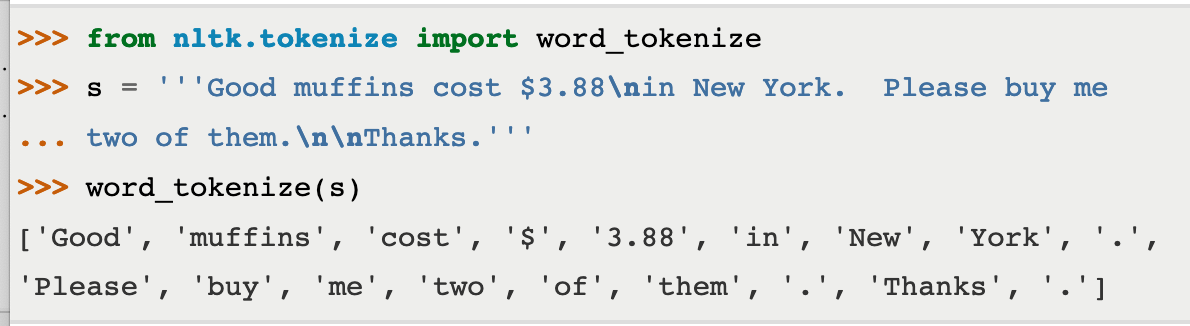 >>> from nltk.tokenize import word_tokenize
>>> s = '''Good muffins cost $3.88\nin New York.  Please buy me
... two of them.\n\nThanks.'''
>>> word_tokenize(s)
['Good', 'muffins', 'cost', '$', '3.88', 'in', 'New', 'York', '.',
'Please', 'buy', 'me', 'two', 'of', 'them', '.', 'Thanks', '.']